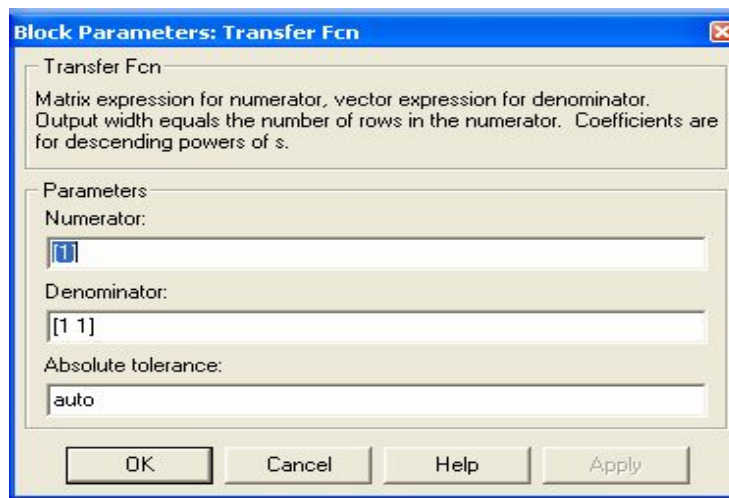 Block Parameters: Transfer Fcn
Transfer Fcn
Matrix expression for numerator, vector expression for denominator.
Output width equals the number of rows in the numerator. Coefficients are
for descending powers of s.
Parameters
Numerator:
[1]
Denominator:
[1 1]
Absolute tolerance:
auto
OK Cancel Help Apply